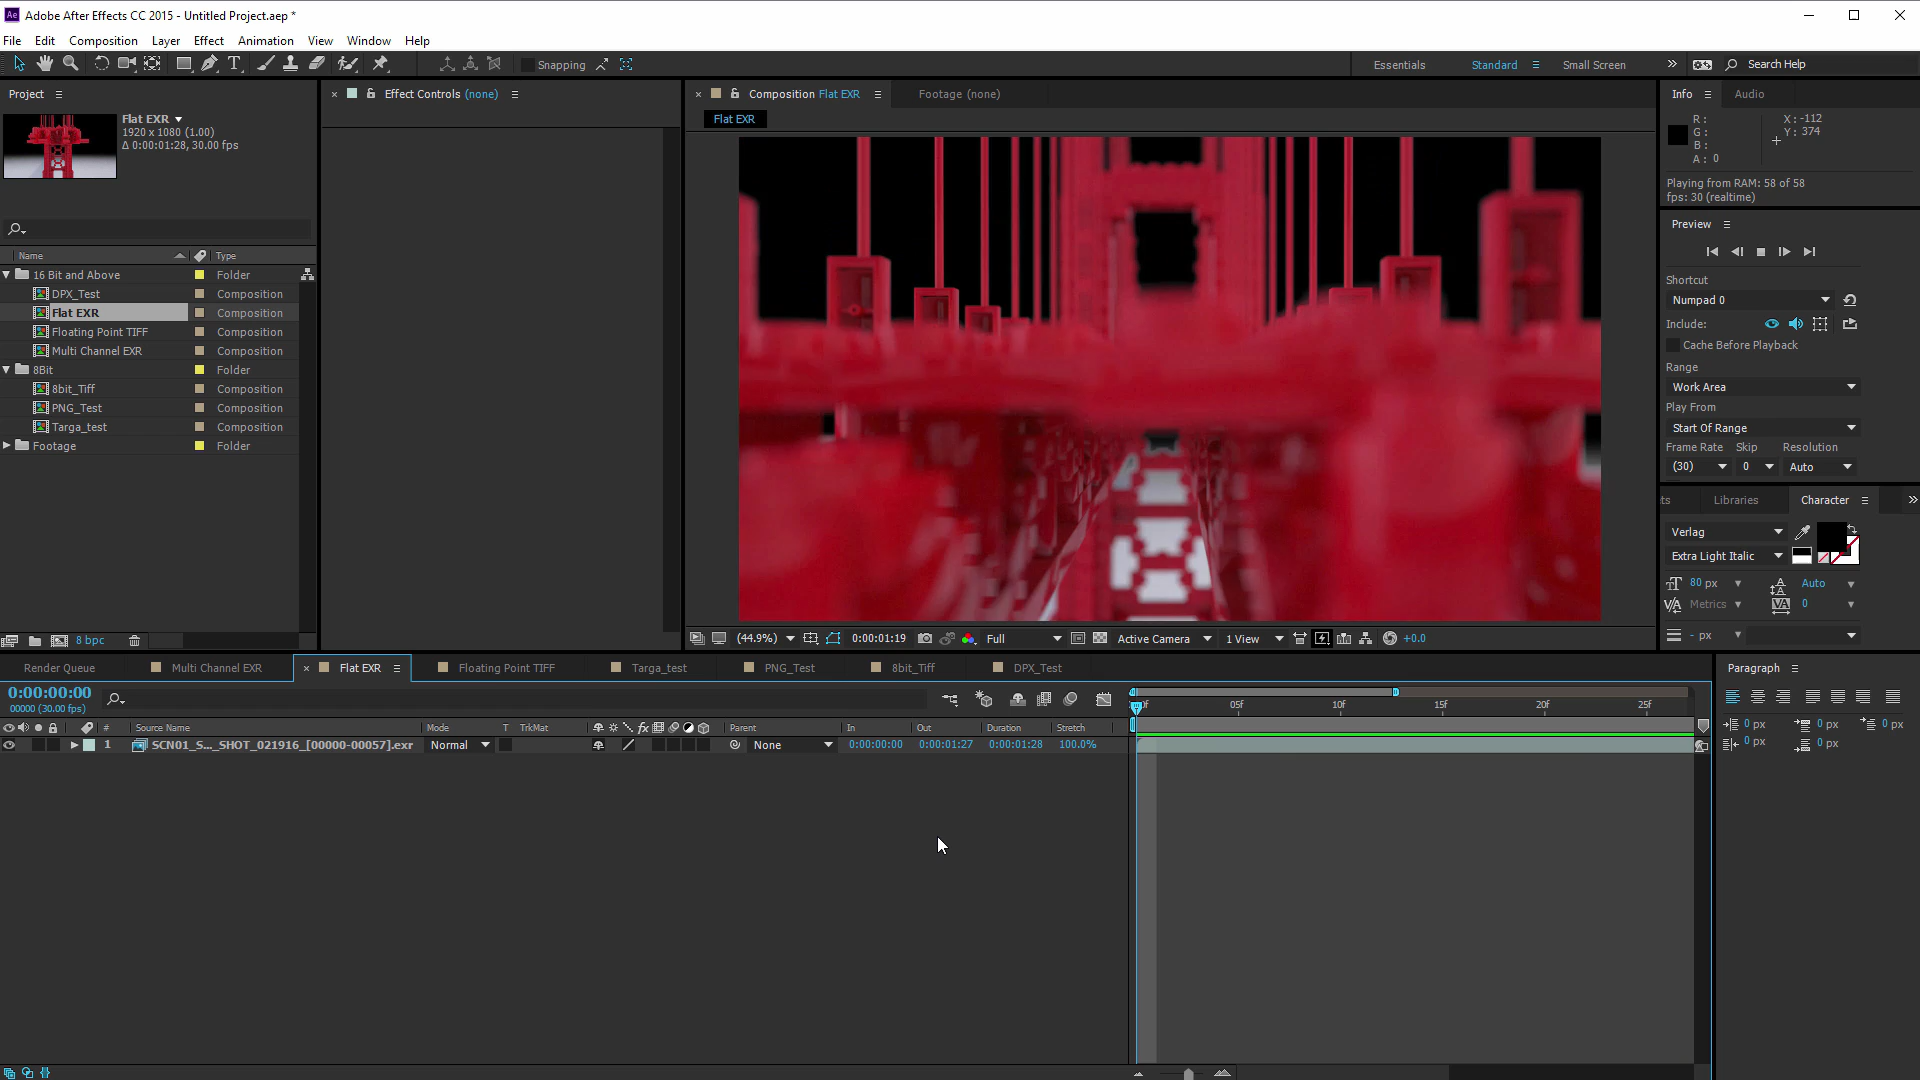 Adobe After Effects CC 2015 - Untitled Project.aep *
File Edit Composition Layer Effect Animation View Window Help
Snapping
Essentials Standard Small Screen Search Help
Project
Flat EXR
1920 x 1080 (1.00)
Δ 0:00:01:28, 30.00 fps
Name Type
16 Bit and Above Folder
DPX_Test Composition
Flat EXR Composition
Floating Point TIFF Composition
Multi Channel EXR Composition
8Bit Folder
8bit_Tiff Composition
PNG_Test Composition
Targa_test Composition
Footage Folder
8 bpc
Effect Controls (none)
Composition Flat EXR Footage (none)
Flat EXR
(44.9%) 0:00:01:19 Full Active Camera 1 View +0.0
Info Audio
R : X : -112
G : Y : 374
B :
A : 0
Playing from RAM: 58 of 58
fps: 30 (realtime)
Preview
Shortcut
Numpad 0
Include:
Cache Before Playback
Range
Work Area
Play From
Start Of Range
Frame Rate Skip Resolution
(30) 0 Auto
ets Libraries Character
Verlag
Extra Light Italic
80 px Auto
Metrics 0
- px
Render Queue Multi Channel EXR Flat EXR Floating Point TIFF Targa_test PNG_Test 8bit_Tiff DPX_Test
0:00:00:00
00000 (30.00 fps)
# Source Name Mode T TrkMat Parent In Out Duration Stretch
1 SCN01_S..._SHOT_021916_[00000-00057].exr Normal None 0:00:00:00 0:00:01:27 0:00:01:28 100.0%
05f 10f 15f 20f 25f
Paragraph
0 px 0 px 0 px
0 px 0 px